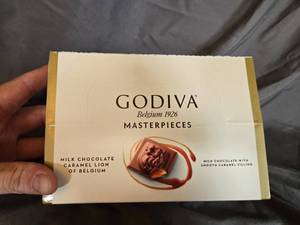 GODIVA
Belgium 1926
MASTERPIECES
MILK CHOCOLATE
CARAMEL LION
OF BELGIUM
MILK CHOCOLATE WITH
SMOOTH CARAMEL FILLING